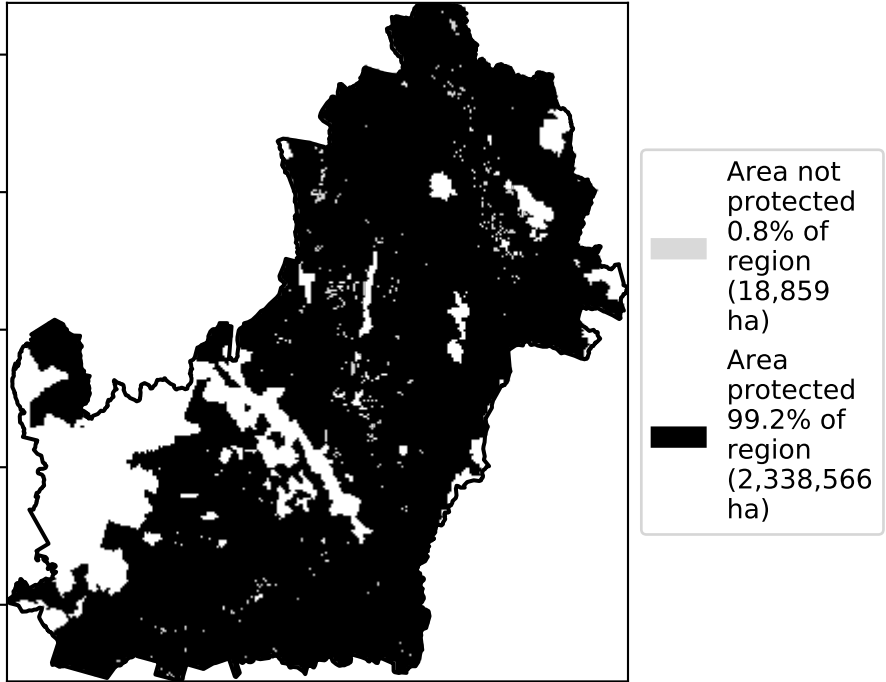 Area not
protected
0.8% of
region
(18,859
ha)
Area
protected
99.2% of
region
(2,338,566
ha)